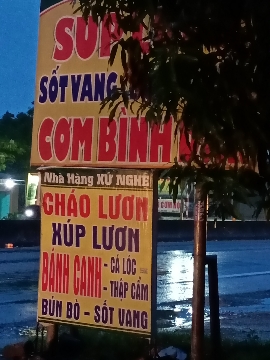 SÚP
SỐT VANG
CƠM BÌNH
Nhà Hàng XỨ NGHỆ
CHÁO LƯƠN
XÚP LƯƠN
BÁNH CANH - CÁ LÓC
- THẬP CẨM
BÚN BÒ - SỐT VANG